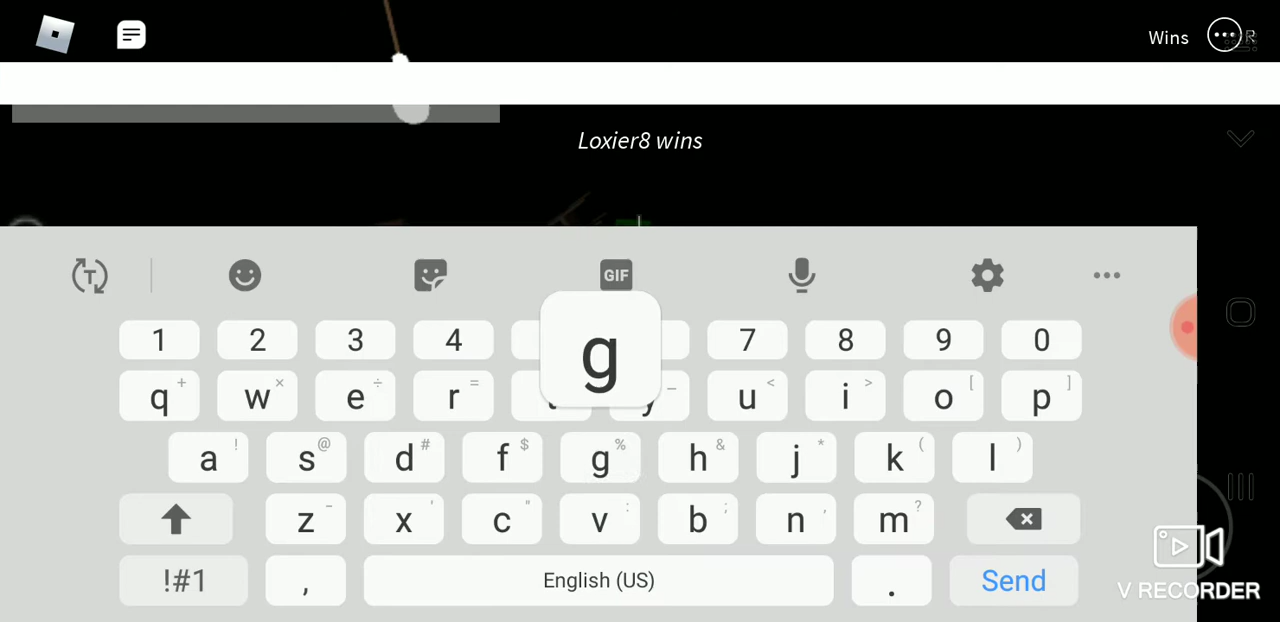 Wins
R
Loxier8 wins
T
GIF
1 2 3 4 7 8 9 0
g
q + w × e ÷ r = y - u < i > o [ p ]
a ! s @ d # f $ g % h & j * k ( l )
z - x ' c " v : b ; n , m ?
!#1 , English (US) . Send
V RECORDER